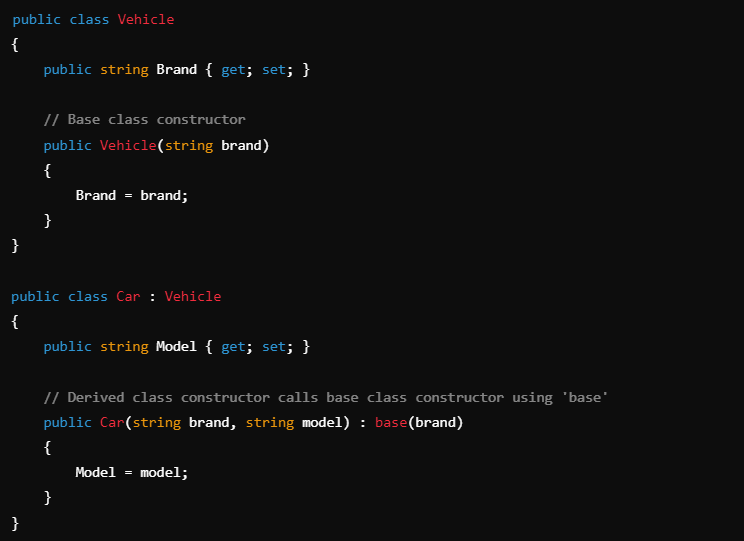 public class Vehicle
{
    public string Brand { get; set; }

    // Base class constructor
    public Vehicle(string brand)
    {
        Brand = brand;
    }
}

public class Car : Vehicle
{
    public string Model { get; set; }

    // Derived class constructor calls base class constructor using 'base'
    public Car(string brand, string model) : base(brand)
    {
        Model = model;
    }
}